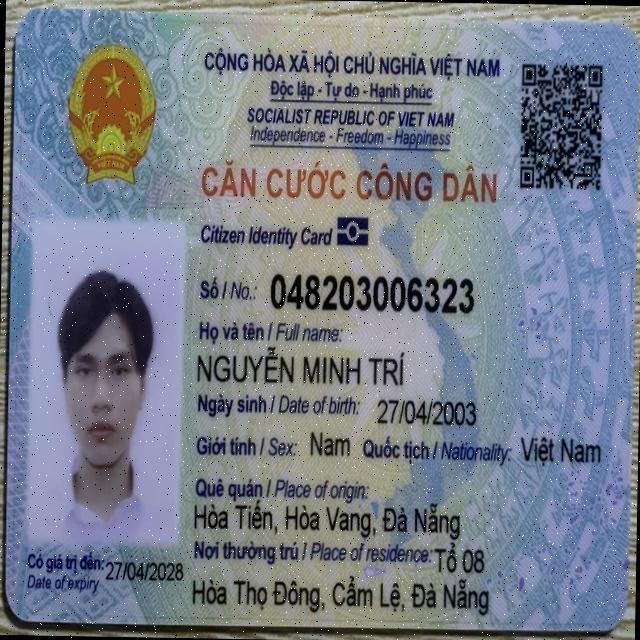 CỘNG HÒA XÃ HỘI CHỦ NGHĨA VIỆT NAM
Độc lập - Tự do - Hạnh phúc
SOCIALIST REPUBLIC OF VIET NAM
Independence - Freedom - Happiness
CĂN CƯỚC CÔNG DÂN
Citizen Identity Card
Số / No.: 048203006323
Họ và tên / Full name:
NGUYỄN MINH TRÍ
Ngày sinh / Date of birth: 27/04/2003
Giới tính / Sex: Nam Quốc tịch / Nationality: Việt Nam
Quê quán / Place of origin:
Hòa Tiến, Hòa Vang, Đà Nẵng
Nơi thường trú / Place of residence: Tổ 08
Hòa Thọ Đông, Cẩm Lệ, Đà Nẵng
Có giá trị đến: 27/04/2028
Date of expiry